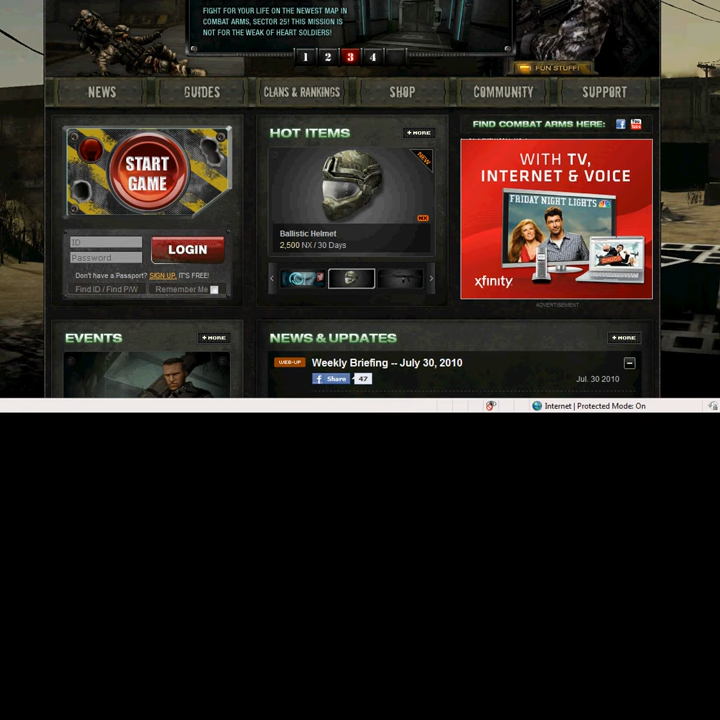 FIGHT FOR YOUR LIFE ON THE NEWEST MAP IN
COMBAT ARMS, SECTOR 25! THIS MISSION IS
NOT FOR THE WEAK OF HEART SOLDIERS!
1 2 3 4
FUN STUFF!
NEWS GUIDES CLANS & RANKINGS SHOP COMMUNITY SUPPORT
START
GAME
ID
Password
LOGIN
Don't have a Passport? SIGN UP, IT'S FREE!
Find ID / Find P/W Remember Me
HOT ITEMS
+ MORE
NEW
NX
Ballistic Helmet
2,500 NX / 30 Days
FIND COMBAT ARMS HERE:
You
Tube
WITH TV,
INTERNET & VOICE
FRIDAY NIGHT LIGHTS
xfinity
ADVERTISEMENT
EVENTS
+ MORE
NEWS & UPDATES
+ MORE
WEB-UP
Weekly Briefing -- July 30, 2010
f Share 47
Jul. 30 2010
Internet | Protected Mode: On